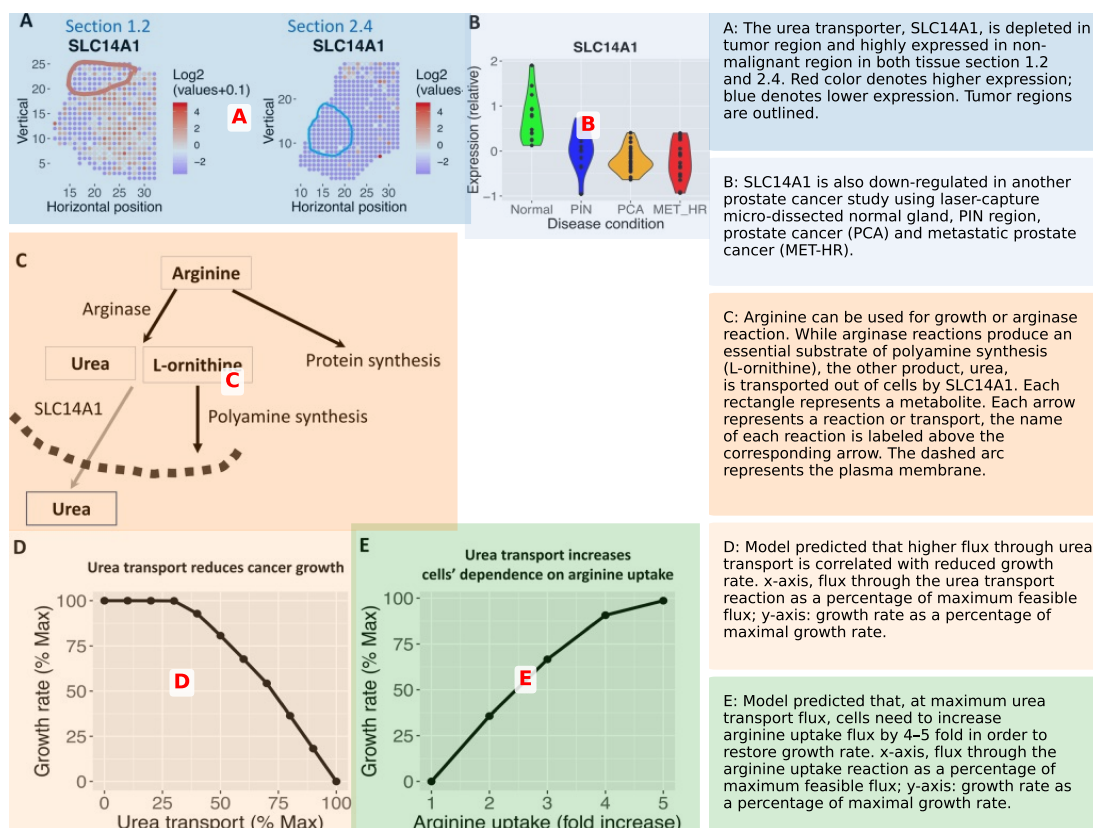 A
Section 1.2
SLC14A1
Section 2.4
SLC14A1
Vertical
25
20
15
10
5
15 20 25 30
Horizontal position
Log2
(values+0.1)
4
2
0
−2
A
Vertical
20
10
10 15 20 25 30
Horizontal position
Log2
(values
4
2
0
−2
B
SLC14A1
Expression (relative)
2
1
0
−1
B
Normal PIN PCA MET_HR
Disease condition
A: The urea transporter, SLC14A1, is depleted in
tumor region and highly expressed in non-
malignant region in both tissue section 1.2
and 2.4. Red color denotes higher expression;
blue denotes lower expression. Tumor regions
are outlined.
B: SLC14A1 is also down-regulated in another
prostate cancer study using laser-capture
micro-dissected normal gland, PIN region,
prostate cancer (PCA) and metastatic prostate
cancer (MET-HR).
C
Arginine
Arginase
Urea
L-ornithine
C
Protein synthesis
SLC14A1
Polyamine synthesis
Urea
C: Arginine can be used for growth or arginase
reaction. While arginase reactions produce an
essential substrate of polyamine synthesis
(L-ornithine), the other product, urea,
is transported out of cells by SLC14A1. Each
rectangle represents a metabolite. Each arrow
represents a reaction or transport, the name
of each reaction is labeled above the
corresponding arrow. The dashed arc
represents the plasma membrane.
D
Urea transport reduces cancer growth
Growth rate (% Max)
100
75
50
25
0
D
0 25 50 75 100
Urea transport (% Max)
E
Urea transport increases
cells’ dependence on arginine uptake
Growth rate (% Max)
100
75
50
25
0
E
1 2 3 4 5
Arginine uptake (fold increase)
D: Model predicted that higher flux through urea
transport is correlated with reduced growth
rate. x-axis, flux through the urea transport
reaction as a percentage of maximum feasible
flux; y-axis: growth rate as a percentage of
maximal growth rate.
E: Model predicted that, at maximum urea
transport flux, cells need to increase
arginine uptake flux by 4–5 fold in order to
restore growth rate. x-axis, flux through the
arginine uptake reaction as a percentage of
maximum feasible flux; y-axis: growth rate as
a percentage of maximal growth rate.